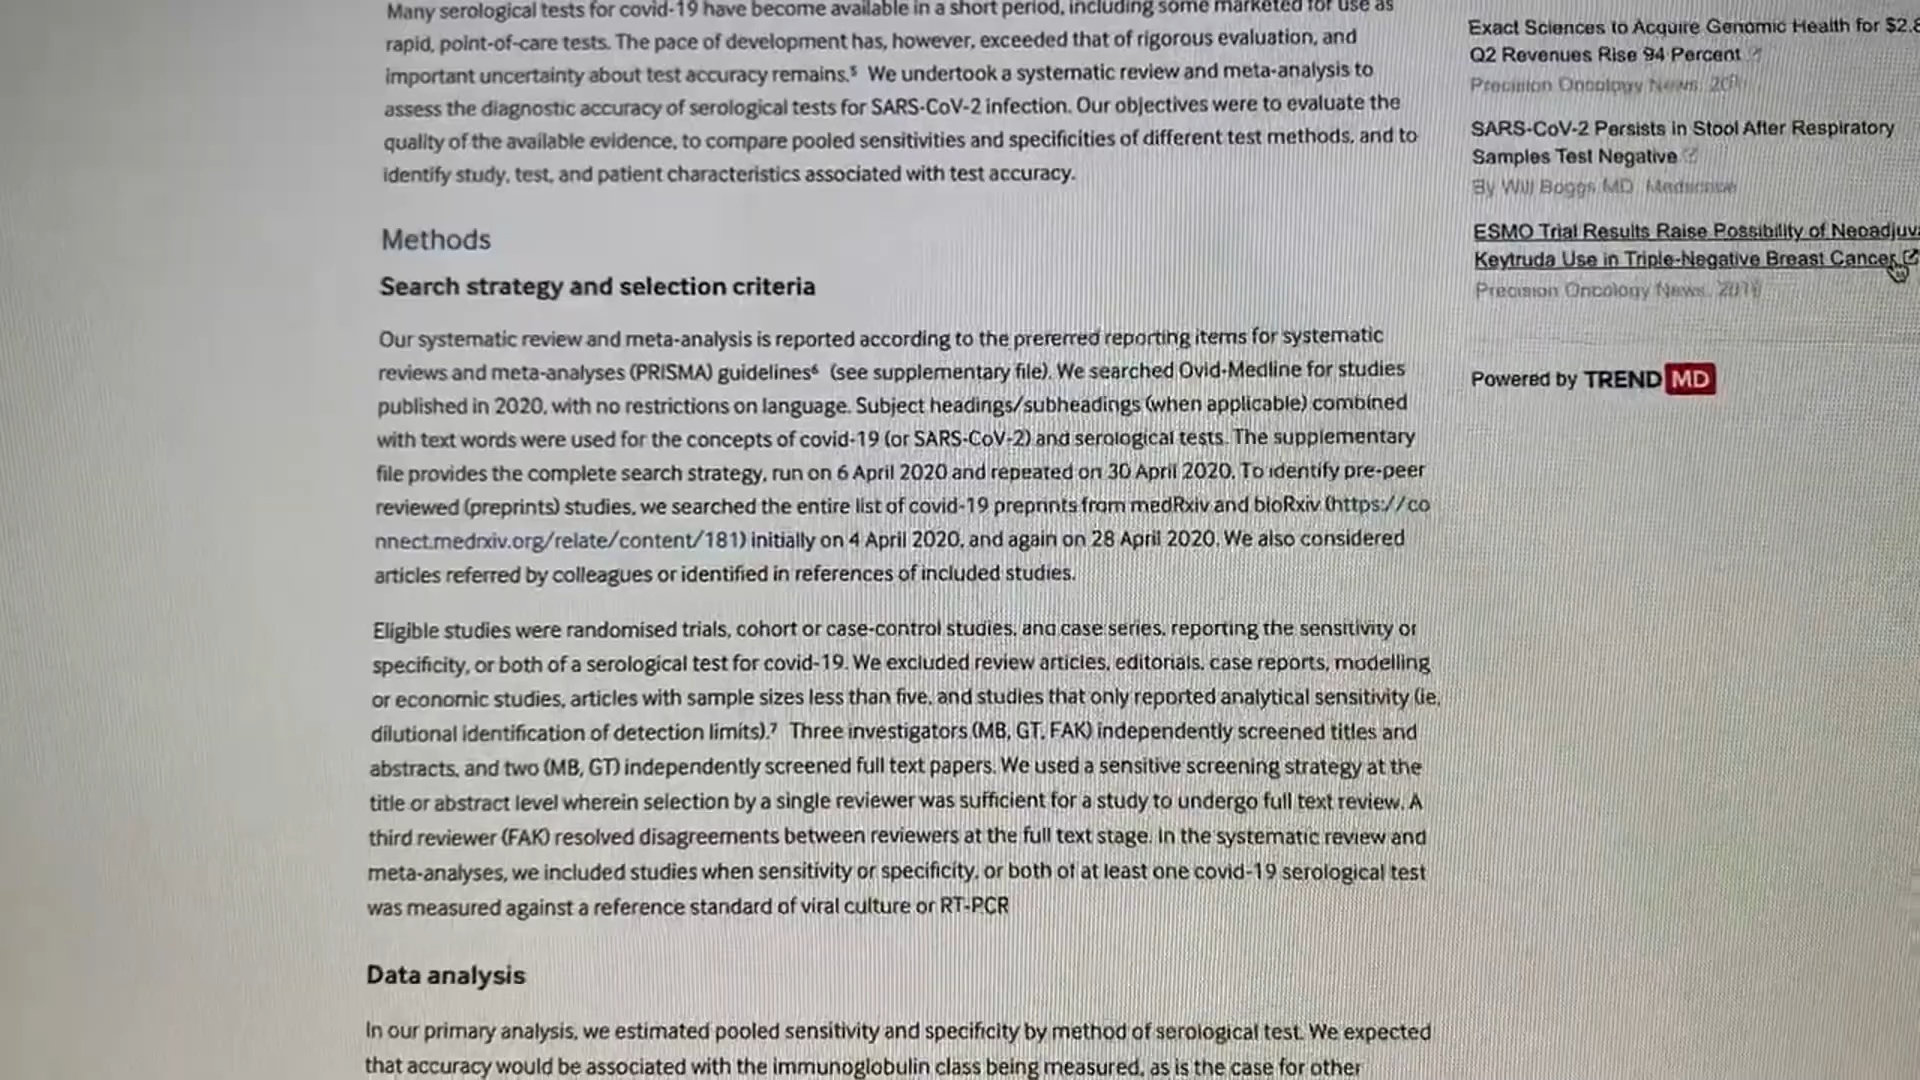 Many serological tests for covid-19 have become available in a short period, including some marketed for use as
rapid, point-of-care tests. The pace of development has, however, exceeded that of rigorous evaluation, and
important uncertainty about test accuracy remains.⁵ We undertook a systematic review and meta-analysis to
assess the diagnostic accuracy of serological tests for SARS-CoV-2 infection. Our objectives were to evaluate the
quality of the available evidence, to compare pooled sensitivities and specificities of different test methods, and to
identify study, test, and patient characteristics associated with test accuracy.
Methods
Search strategy and selection criteria
Our systematic review and meta-analysis is reported according to the preferred reporting items for systematic
reviews and meta-analyses (PRISMA) guidelines⁶ (see supplementary file). We searched Ovid-Medline for studies
published in 2020, with no restrictions on language. Subject headings/subheadings (when applicable) combined
with text words were used for the concepts of covid-19 (or SARS-CoV-2) and serological tests. The supplementary
file provides the complete search strategy, run on 6 April 2020 and repeated on 30 April 2020. To identify pre-peer
reviewed (preprints) studies, we searched the entire list of covid-19 preprints from medRxiv and bioRxiv (https://co
nnect.medrxiv.org/relate/content/181) initially on 4 April 2020, and again on 28 April 2020. We also considered
articles referred by colleagues or identified in references of included studies.
Eligible studies were randomised trials, cohort or case-control studies, and case series, reporting the sensitivity or
specificity, or both of a serological test for covid-19. We excluded review articles, editorials, case reports, modelling
or economic studies, articles with sample sizes less than five, and studies that only reported analytical sensitivity (ie,
dilutional identification of detection limits).⁷ Three investigators (MB, GT, FAK) independently screened titles and
abstracts, and two (MB, GT) independently screened full text papers. We used a sensitive screening strategy at the
title or abstract level wherein selection by a single reviewer was sufficient for a study to undergo full text review. A
third reviewer (FAK) resolved disagreements between reviewers at the full text stage. In the systematic review and
meta-analyses, we included studies when sensitivity or specificity, or both of at least one covid-19 serological test
was measured against a reference standard of viral culture or RT-PCR
Data analysis
In our primary analysis, we estimated pooled sensitivity and specificity by method of serological test. We expected
that accuracy would be associated with the immunoglobulin class being measured, as is the case for other
Exact Sciences to Acquire Genomic Health for $2.8
Q2 Revenues Rise 94 Percent
Precision Oncology News,
SARS-CoV-2 Persists in Stool After Respiratory
Samples Test Negative
By Will Boggs MD, Medscape
ESMO Trial Results Raise Possibility of Neoadjuv
Keytruda Use in Triple-Negative Breast Cancer
Precision Oncology News,
Powered by TREND MD